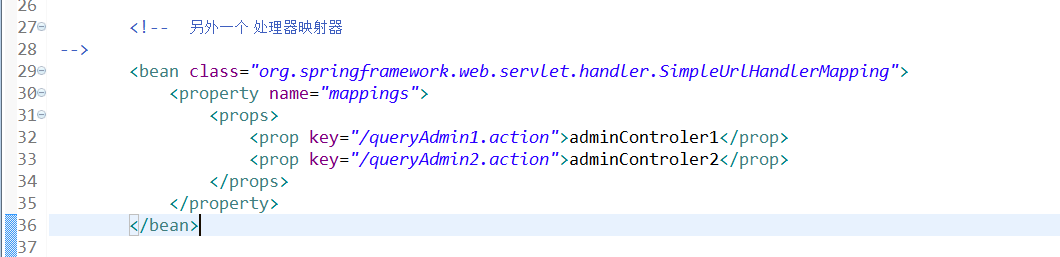 26
27 <!-- 另外一个 处理器映射器
28 -->
29 <bean class="org.springframework.web.servlet.handler.SimpleUrlHandlerMapping">
30 <property name="mappings">
31 <props>
32 <prop key="/queryAdmin1.action">adminControler1</prop>
33 <prop key="/queryAdmin2.action">adminControler2</prop>
34 </props>
35 </property>
36 </bean>
37